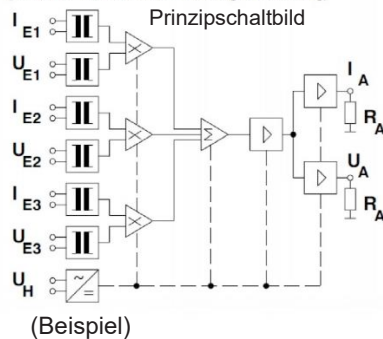 Prinzipschaltbild
I E1
U E1
I E2
U E2
I E3
U E3
U H
I A
R A
U A
R A
Σ
~
=
(Beispiel)